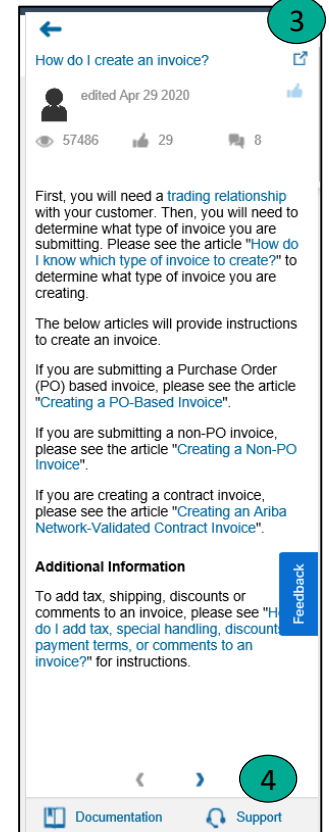 3
How do I create an invoice?
edited Apr 29 2020
57486 29 8
First, you will need a trading relationship
with your customer. Then, you will need to
determine what type of invoice you are
submitting. Please see the article "How do
I know which type of invoice to create?" to
determine what type of invoice you are
creating.
The below articles will provide instructions
to create an invoice.
If you are submitting a Purchase Order
(PO) based invoice, please see the article
"Creating a PO-Based Invoice".
If you are submitting a non-PO invoice,
please see the article "Creating a Non-PO
Invoice".
If you are creating a contract invoice,
please see the article "Creating an Ariba
Network-Validated Contract Invoice".
Additional Information
To add tax, shipping, discounts or
comments to an invoice, please see "H
do I add tax, special handling, discounts
payment terms, or comments to an
invoice?" for instructions.
Feedback
4
Documentation Support